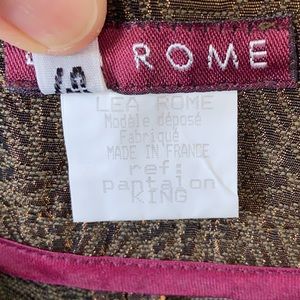 ROME
LEA ROME
Modèle déposé
Fabriqué
MADE IN FRANCE
ref:
pantalon
KING